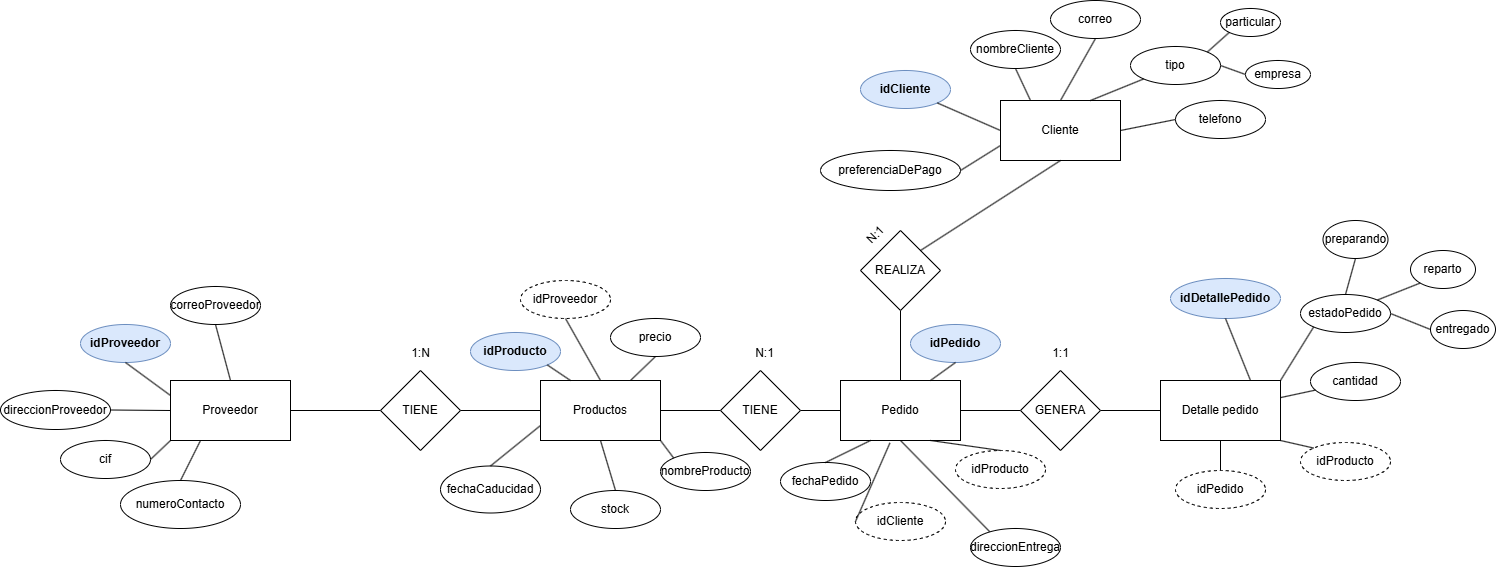 correo
particular
nombreCliente
tipo
empresa
idCliente
Cliente
telefono
preferenciaDePago
N:1
REALIZA
preparando
reparto
idDetallePedido
estadoPedido
entregado
correoProveedor
idProveedor
idProveedor
precio
idProducto
idPedido
1:N
N:1
1:1
cantidad
direccionProveedor
Proveedor
TIENE
Productos
TIENE
Pedido
GENERA
Detalle pedido
cif
nombreProducto
idProducto
idProducto
numeroContacto
fechaCaducidad
fechaPedido
idPedido
stock
idCliente
direccionEntrega